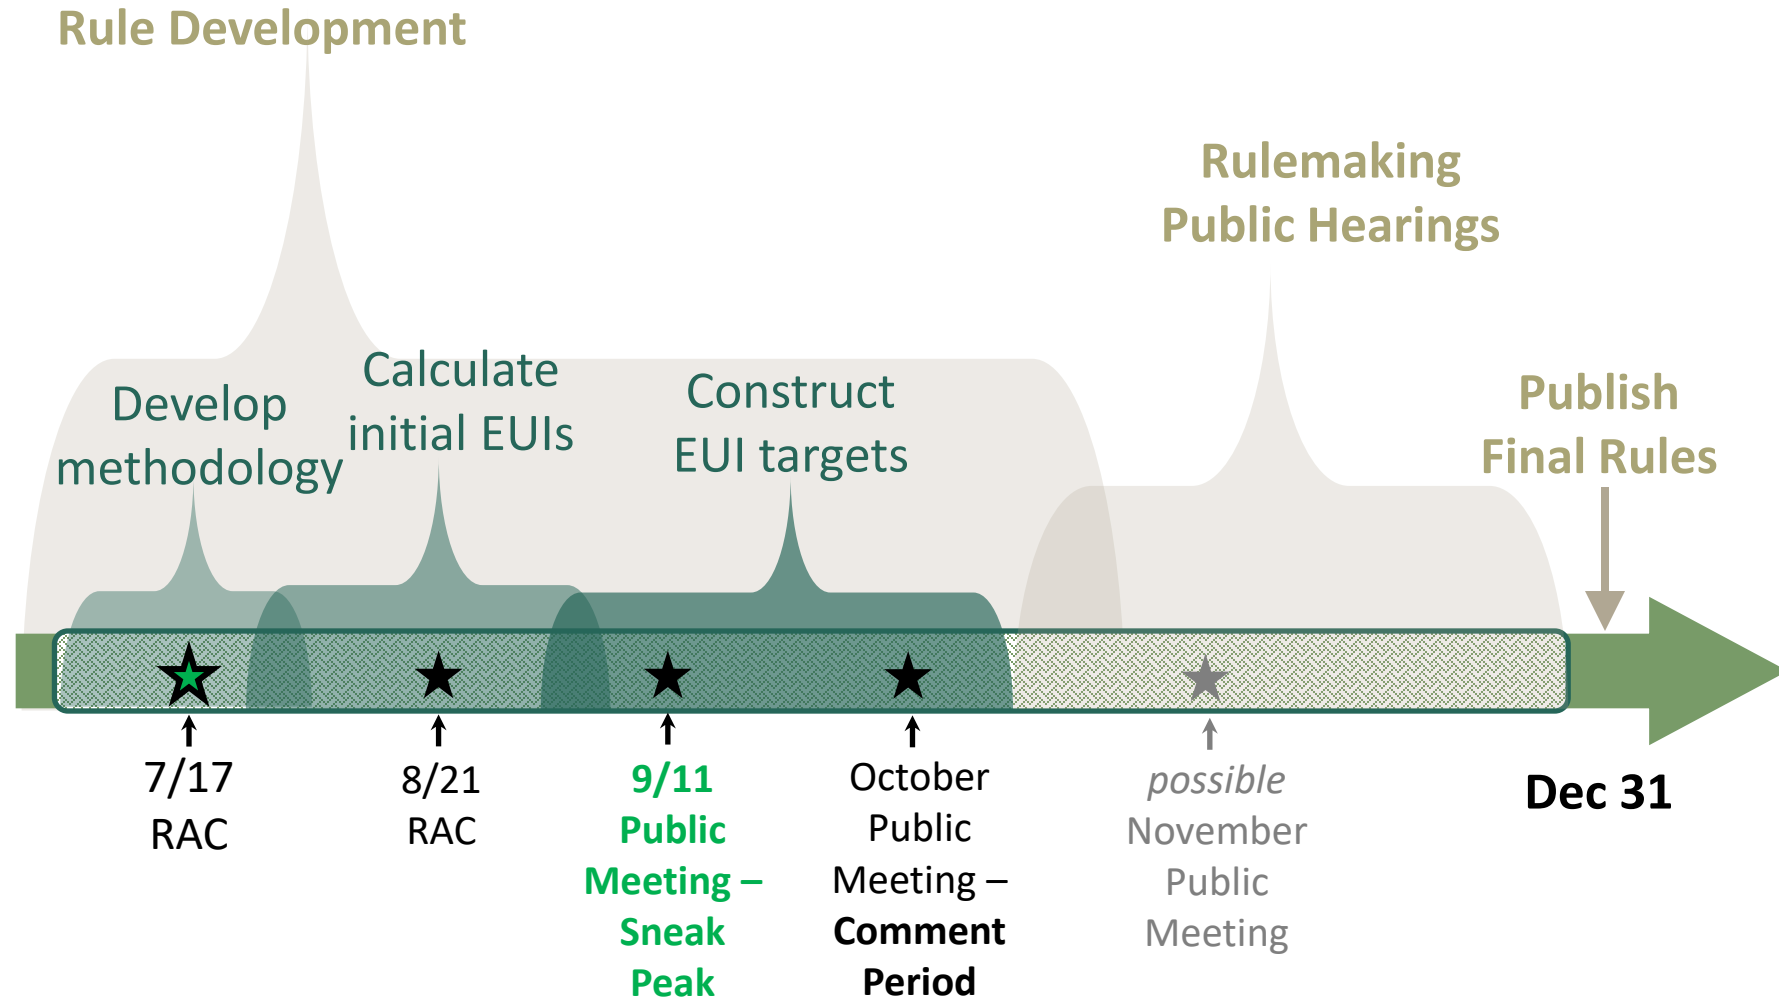 Rule Development
Rulemaking
Public Hearings
Calculate
initial EUIs
Develop
methodology
Construct
EUI targets
Publish
Final Rules
7/17
RAC
8/21
RAC
9/11
Public
Meeting –
Sneak
Peak
October
Public
Meeting –
Comment
Period
possible
November
Public
Meeting
Dec 31